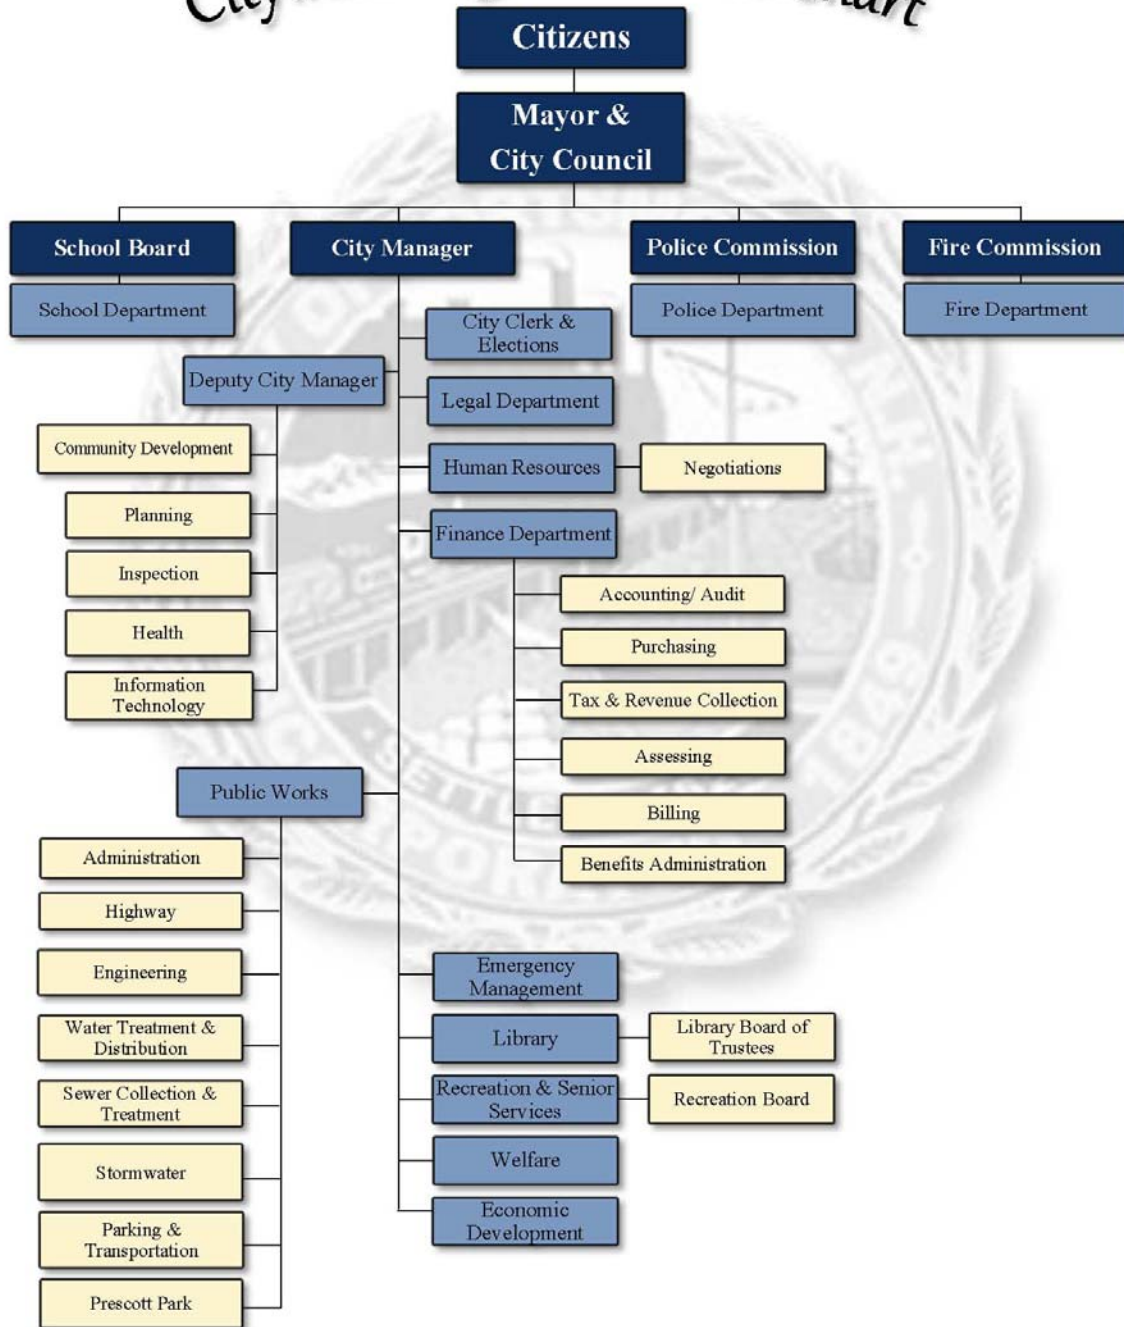 City
Chart
Citizens
Mayor &
City Council
School Board
City Manager
Police Commission
Fire Commission
School Department
Police Department
Fire Department
City Clerk &
Elections
Deputy City Manager
Legal Department
Community Development
Human Resources
Negotiations
Planning
Finance Department
Inspection
Accounting/ Audit
Health
Purchasing
Information
Technology
Tax & Revenue Collection
Assessing
Public Works
Billing
Administration
Benefits Administration
Highway
Engineering
Emergency
Management
Water Treatment &
Distribution
Library
Library Board of
Trustees
Sewer Collection &
Treatment
Recreation & Senior
Services
Recreation Board
Stormwater
Welfare
Parking &
Transportation
Economic
Development
Prescott Park